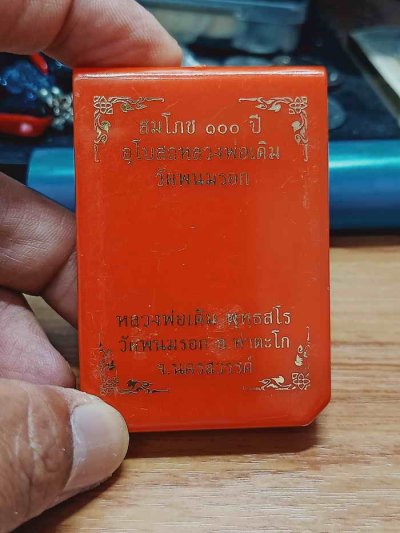 สมโภช ๑๐๐ ปี
อุโบสถหลวงพ่อเดิม
วัดพนมรอก
หลวงพ่อเดิม พุทธสโร
วัดพนมรอก อ.ท่าตะโก
จ.นครสวรรค์